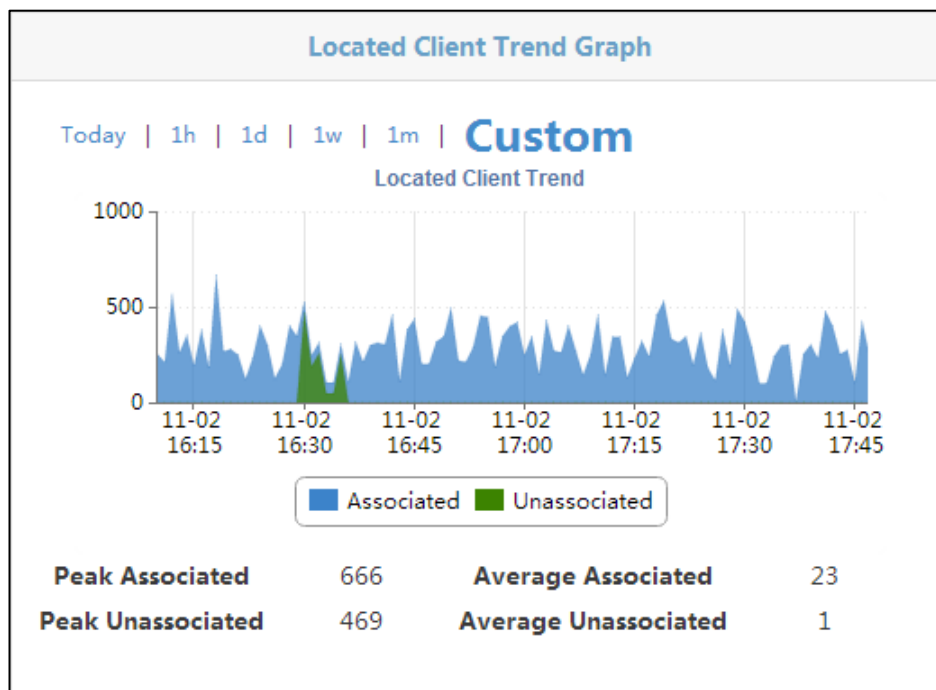 Located Client Trend Graph
Today | 1h | 1d | 1w | 1m | Custom
Located Client Trend
1000
500
0
11-02 11-02 11-02 11-02 11-02 11-02 11-02
16:15 16:30 16:45 17:00 17:15 17:30 17:45
Associated Unassociated
Peak Associated 666 Average Associated 23
Peak Unassociated 469 Average Unassociated 1